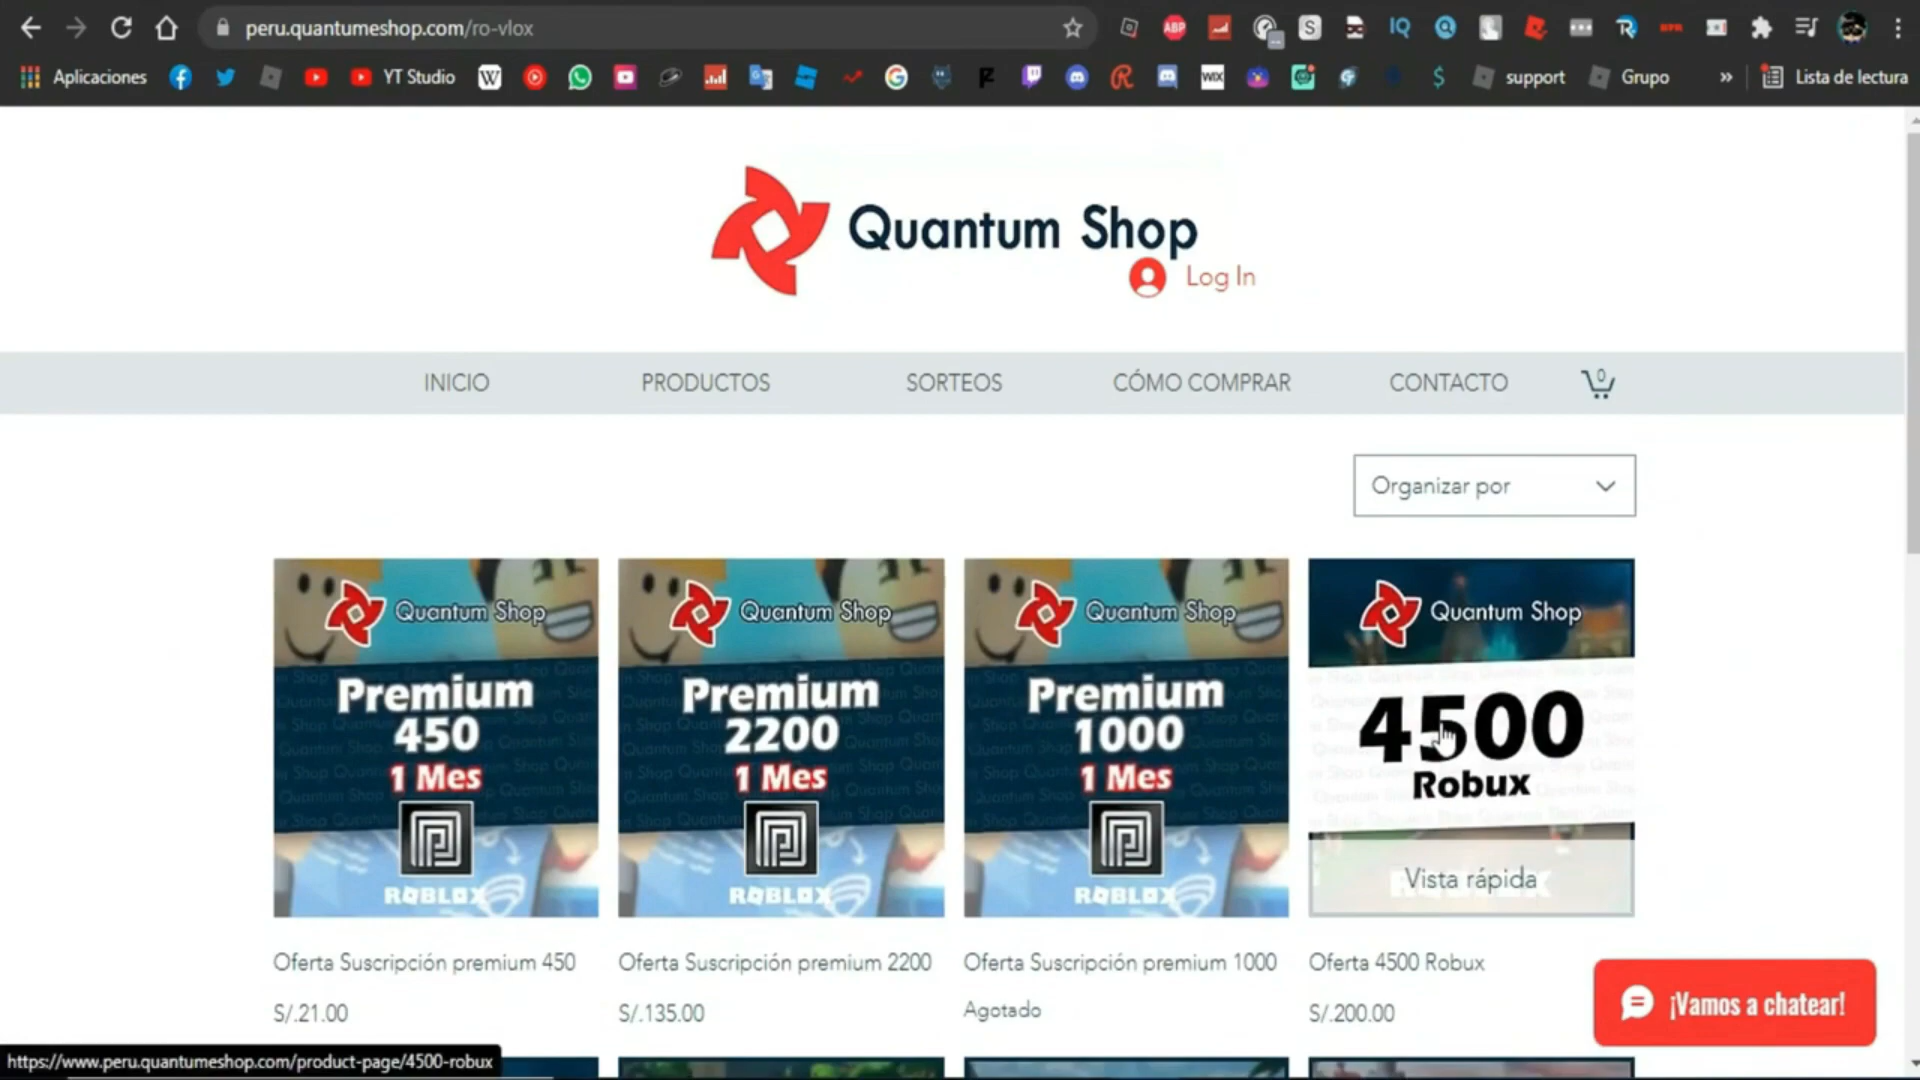 peru.quantumeshop.com/ro-vlox
Aplicaciones
YT Studio
support
Grupo
»
Lista de lectura
Quantum Shop
Log In
INICIO
PRODUCTOS
SORTEOS
CÓMO COMPRAR
CONTACTO
0
Organizar por
Quantum Shop
Premium
450
1 Mes
ROBLOX
Oferta Suscripción premium 450
S/.21.00
Quantum Shop
Premium
2200
1 Mes
ROBLOX
Oferta Suscripción premium 2200
S/.135.00
Quantum Shop
Premium
1000
1 Mes
ROBLOX
Oferta Suscripción premium 1000
Agotado
Quantum Shop
4500
Robux
Vista rápida
Oferta 4500 Robux
S/.200.00
¡Vamos a chatear!
https://www.peru.quantumeshop.com/product-page/4500-robux